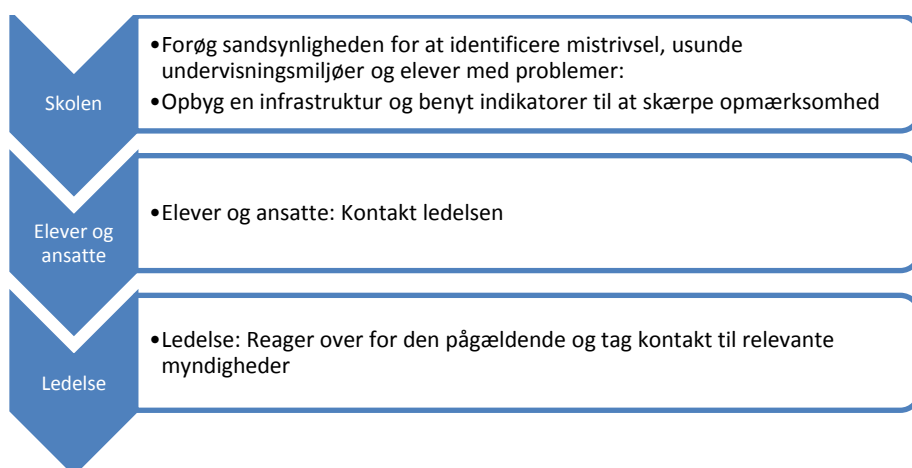 Skolen
•Forøg sandsynligheden for at identificere mistrivsel, usunde
undervisningsmiljøer og elever med problemer:
•Opbyg en infrastruktur og benyt indikatorer til at skærpe opmærksomhed
Elever og
ansatte
•Elever og ansatte: Kontakt ledelsen
Ledelse
•Ledelse: Reager over for den pågældende og tag kontakt til relevante
myndigheder